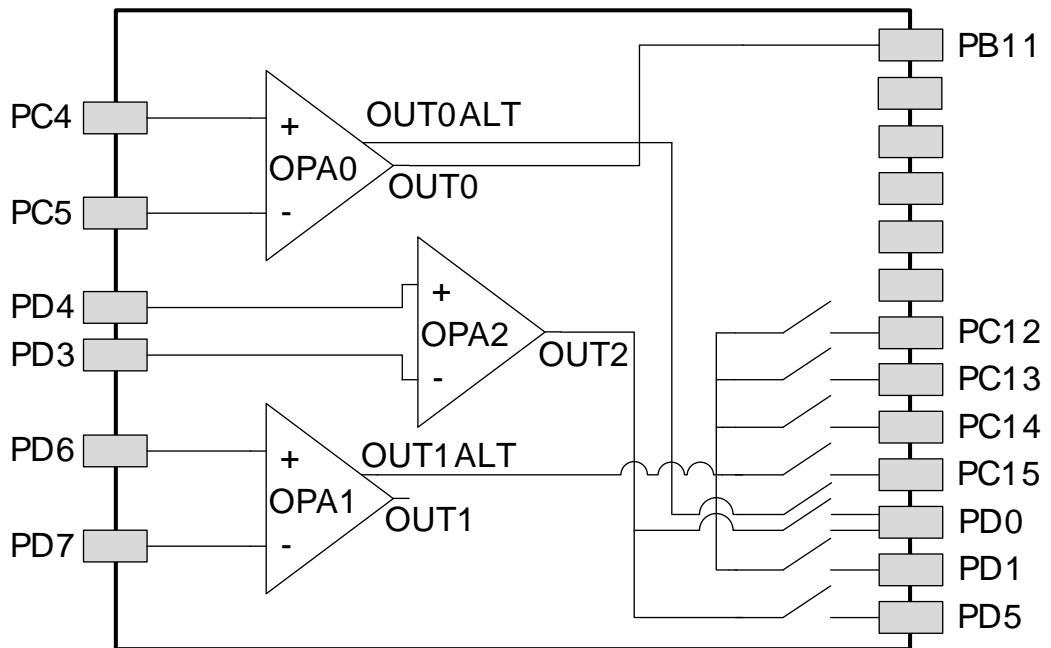 PB11
PC4
OUT0ALT
+
OPA0
OUT0
PC5
-
PD4
+
PC12
OPA2
PD3
OUT2
-
PC13
PC14
PD6
+
OUT1ALT
PC15
OPA1
OUT1
PD0
PD7
-
PD1
PD5